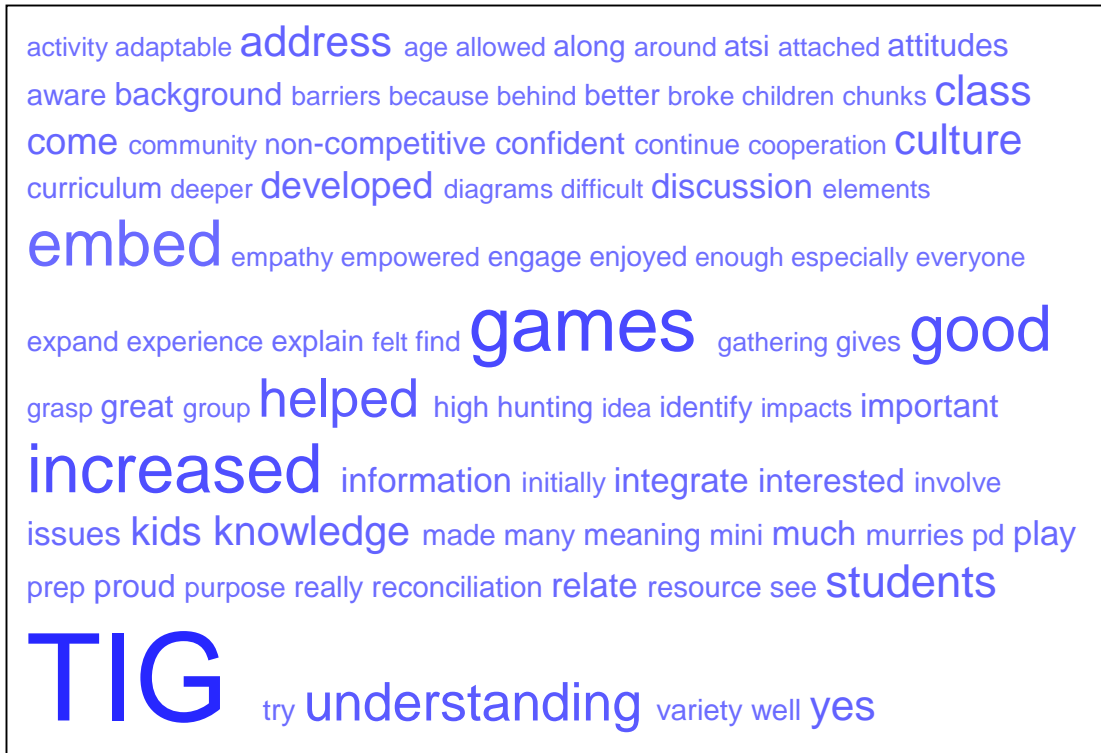 activity adaptable address age allowed along around atsi attached attitudes
aware background barriers because behind better broke children chunks class
come community non-competitive confident continue cooperation culture
curriculum deeper developed diagrams difficult discussion elements
embed empathy empowered engage enjoyed enough especially everyone
expand experience explain felt find games gathering gives good
grasp great group helped high hunting idea identify impacts important
increased information initially integrate interested involve
issues kids knowledge made many meaning mini much murries pd play
prep proud purpose really reconciliation relate resource see students
TIG try understanding variety well yes